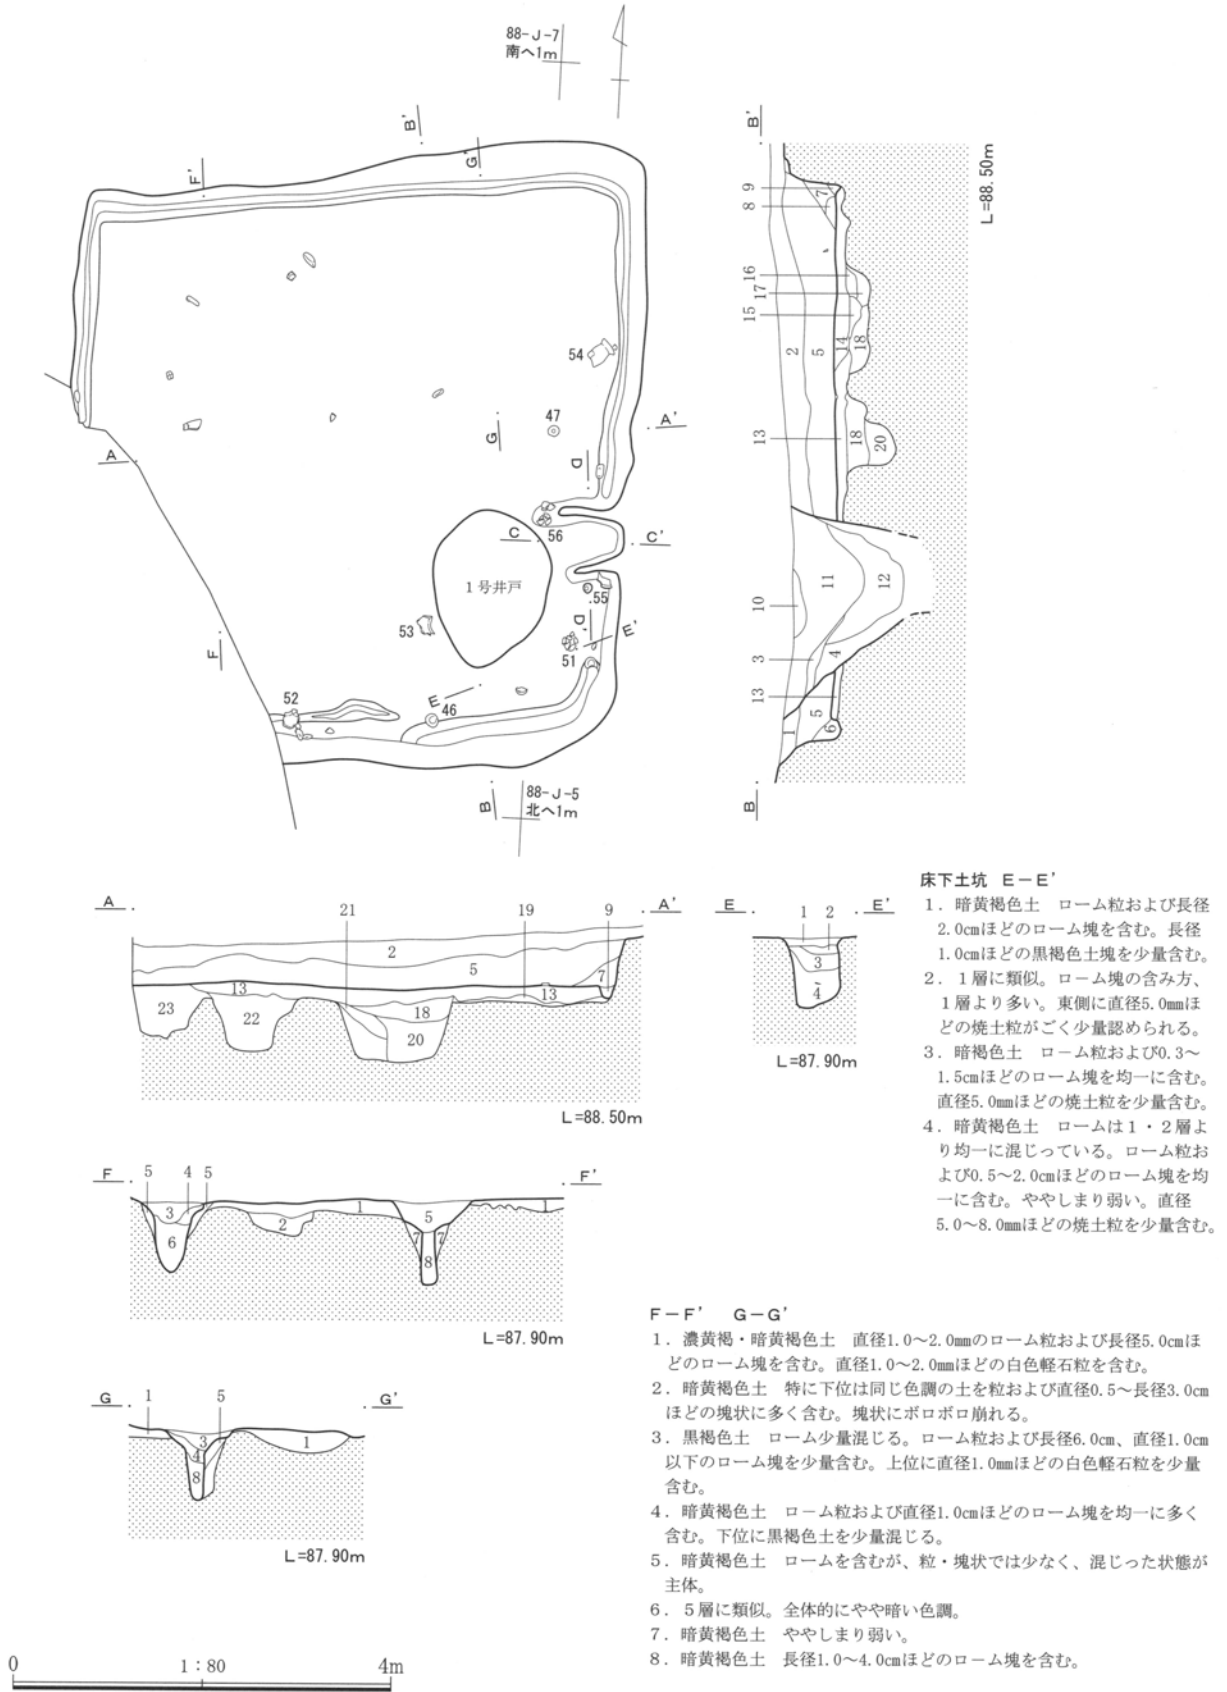 88-J-7
南へ1m
B'
G'
F'
B'
L=88.50m
9
7
8
16
17
15
2
5
14
18
54
47
A'
G
D
A
13
18
20
56
C
C'
1号井戸
11
12
10
55
D'
53
E'
51
F
3
4
13
52
E
46
5
6
1
B
88-J-5
北へ1m
B
A
21
19
9
A'
2
5
7
13
13
23
22
18
20
L=88.50m
E
1
2
E'
3
4
L=87.90m
床下土坑 E-E'
1. 暗黄褐色土 ローム粒および長径
2.0cmほどのローム塊を含む。長径
1.0cmほどの黒褐色土塊を少量含む。
2. 1層に類似。ローム塊の含み方、
1層より多い。東側に直径5.0mmほ
どの焼土粒がごく少量認められる。
3. 暗褐色土 ローム粒および0.3~
1.5cmほどのローム塊を均一に含む。
直径5.0mmほどの焼土粒を少量含む。
4. 暗黄褐色土 ロームは1・2層よ
り均一に混じっている。ローム粒お
よび0.5~2.0cmほどのローム塊を均
一に含む。ややしまり弱い。直径
5.0~8.0mmほどの焼土粒を少量含む。
F
5
4
5
F'
3
6
2
1
5
7
7
8
1
L=87.90m
G
1
5
G'
3
4
8
1
L=87.90m
F-F' G-G'
1. 濃黄褐・暗黄褐色土 直径1.0~2.0mmのローム粒および長径5.0cmほ
どのローム塊を含む。直径1.0~2.0mmほどの白色軽石粒を含む。
2. 暗黄褐色土 特に下位は同じ色調の土を粒および直径0.5~長径3.0cm
ほどの塊状に多く含む。塊状にボロボロ崩れる。
3. 黒褐色土 ローム少量混じる。ローム粒および長径6.0cm、直径1.0cm
以下のローム塊を少量含む。上位に直径1.0mmほどの白色軽石粒を少量
含む。
4. 暗黄褐色土 ローム粒および直径1.0cmほどのローム塊を均一に多く
含む。下位に黒褐色土を少量混じる。
5. 暗黄褐色土 ロームを含むが、粒・塊状では少なく、混じった状態が
主体。
6. 5層に類似。全体的にやや暗い色調。
7. 暗黄褐色土 ややしまり弱い。
8. 暗黄褐色土 長径1.0~4.0cmほどのローム塊を含む。
0
1:80
4m